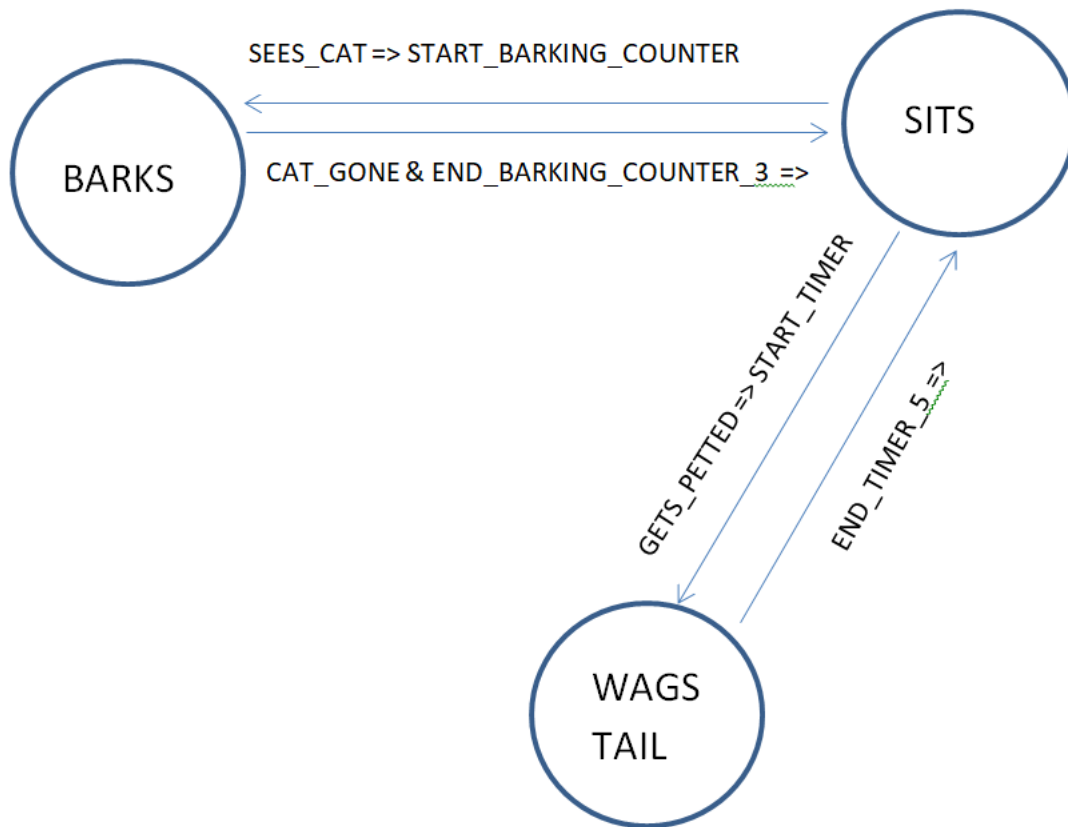 SEES_CAT => START_BARKING_COUNTER
SITS
BARKS
CAT_GONE & END_BARKING_COUNTER_3 =>
GETS_PETTED => START_TIMER
END_TIMER_5 =>
WAGS
TAIL